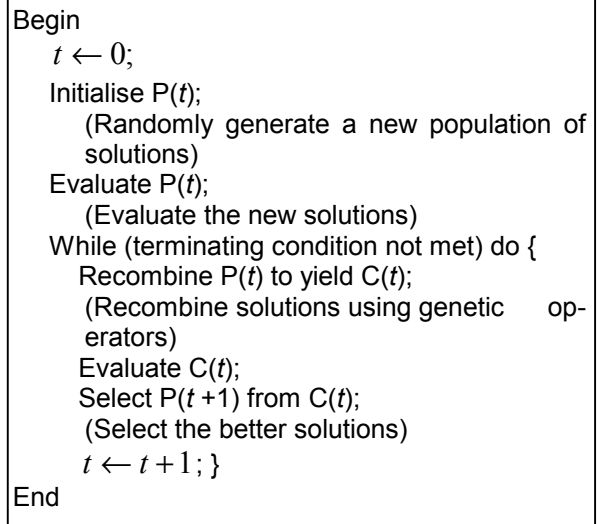 Begin
t ← 0;
Initialise P(t);
(Randomly generate a new population of
solutions)
Evaluate P(t);
(Evaluate the new solutions)
While (terminating condition not met) do {
Recombine P(t) to yield C(t);
(Recombine solutions using genetic op-
erators)
Evaluate C(t);
Select P(t +1) from C(t);
(Select the better solutions)
t ← t + 1 ; }
End